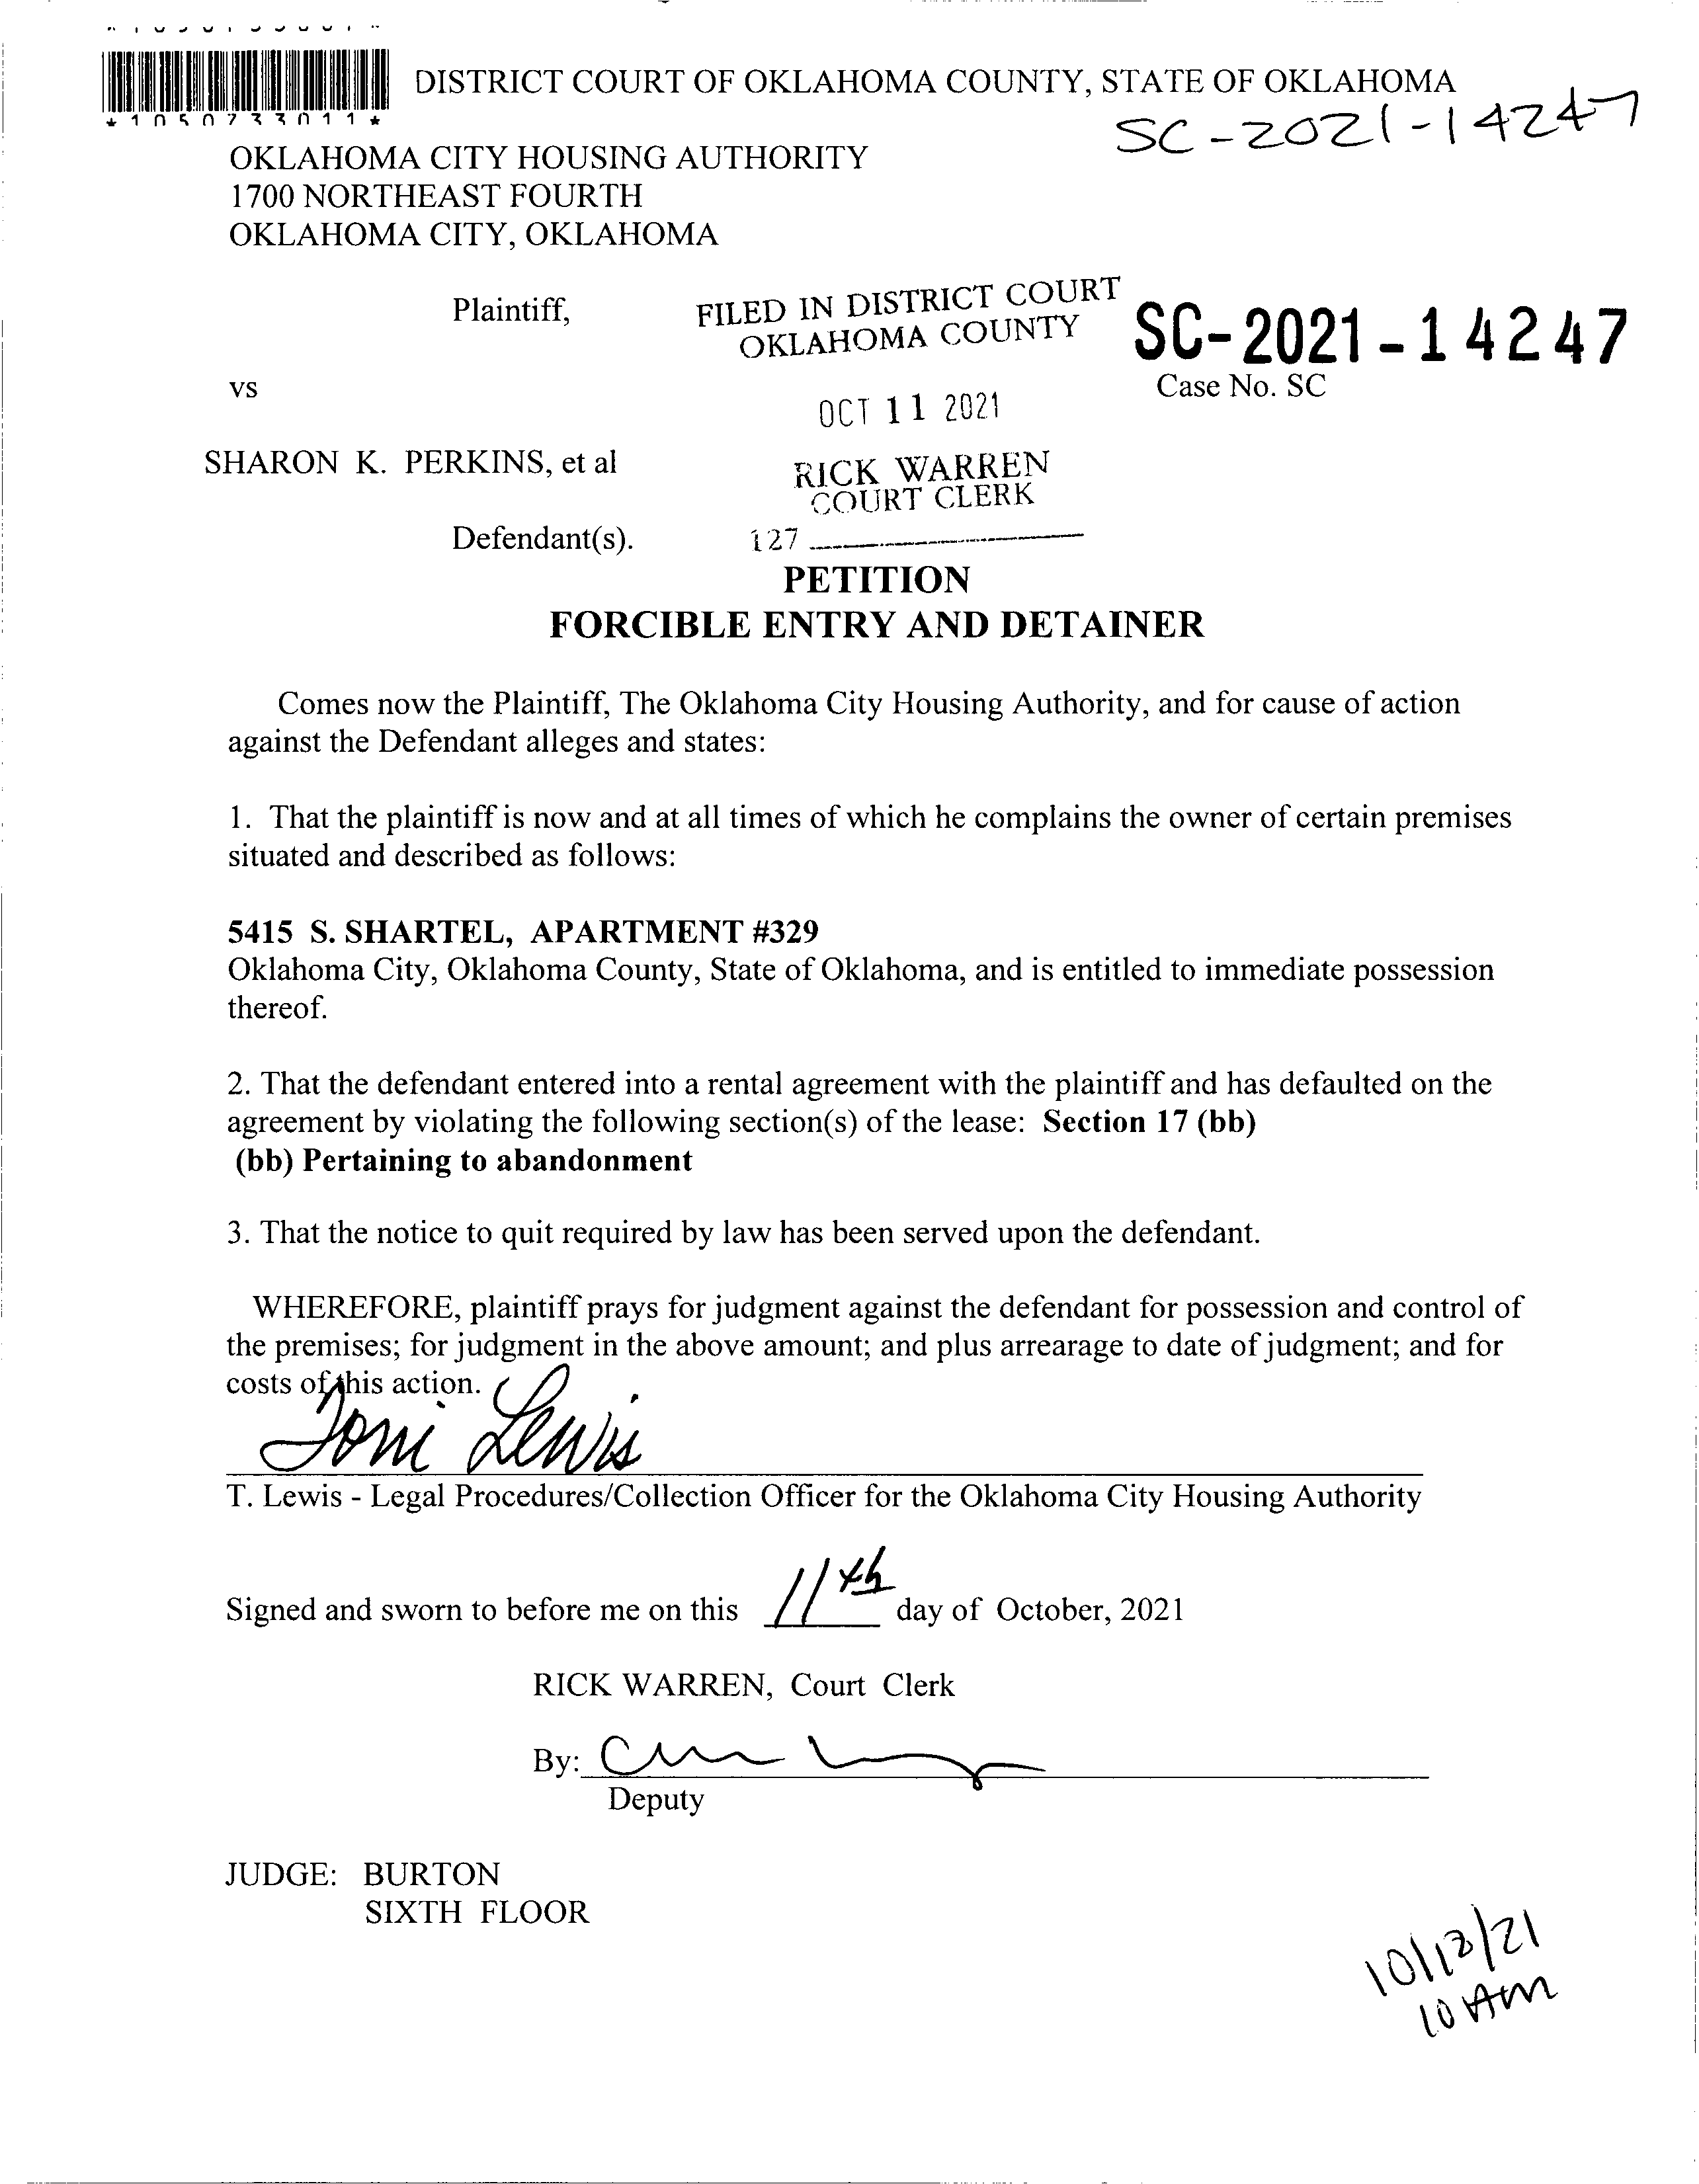 DISTRICT COURT OF OKLAHOMA COUNTY, STATE OF OKLAHOMA
*1050733011*
SC-2021-14247
OKLAHOMA CITY HOUSING AUTHORITY
1700 NORTHEAST FOURTH
OKLAHOMA CITY, OKLAHOMA
Plaintiff,
FILED IN DISTRICT COURT
OKLAHOMA COUNTY
SC-2021-14247
vs
Case No. SC
OCT 11 2021
SHARON K. PERKINS, et al
RICK WARREN
COURT CLERK
Defendant(s).
127
PETITION
FORCIBLE ENTRY AND DETAINER
Comes now the Plaintiff, The Oklahoma City Housing Authority, and for cause of action
against the Defendant alleges and states:
1. That the plaintiff is now and at all times of which he complains the owner of certain premises
situated and described as follows:
5415 S. SHARTEL, APARTMENT #329
Oklahoma City, Oklahoma County, State of Oklahoma, and is entitled to immediate possession
thereof.
2. That the defendant entered into a rental agreement with the plaintiff and has defaulted on the
agreement by violating the following section(s) of the lease: Section 17 (bb)
(bb) Pertaining to abandonment
3. That the notice to quit required by law has been served upon the defendant.
WHEREFORE, plaintiff prays for judgment against the defendant for possession and control of
the premises; for judgment in the above amount; and plus arrearage to date of judgment; and for
costs of this action.
Toni Lewis
T. Lewis - Legal Procedures/Collection Officer for the Oklahoma City Housing Authority
Signed and sworn to before me on this 11th day of October, 2021
RICK WARREN, Court Clerk
By:
Deputy
JUDGE: BURTON
SIXTH FLOOR
10 AM